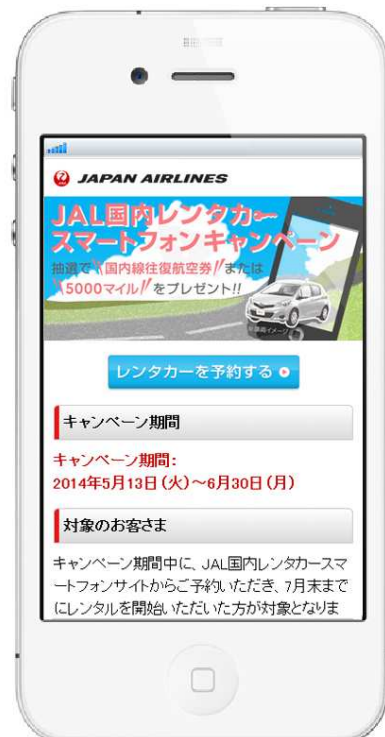 JAPAN AIRLINES
JAL国内レンタカー
スマートフォンキャンペーン
抽選で国内線往復航空券または
5000マイルをプレゼント!!
※車両イメージ
レンタカーを予約する
キャンペーン期間
キャンペーン期間:
2014年5月13日(火)～6月30日(月)
対象のお客さま
キャンペーン期間中に、JAL国内レンタカースマ
ートフォンサイトからご予約いただき、7月末まで
にレンタルを開始いただいた方が対象となりま